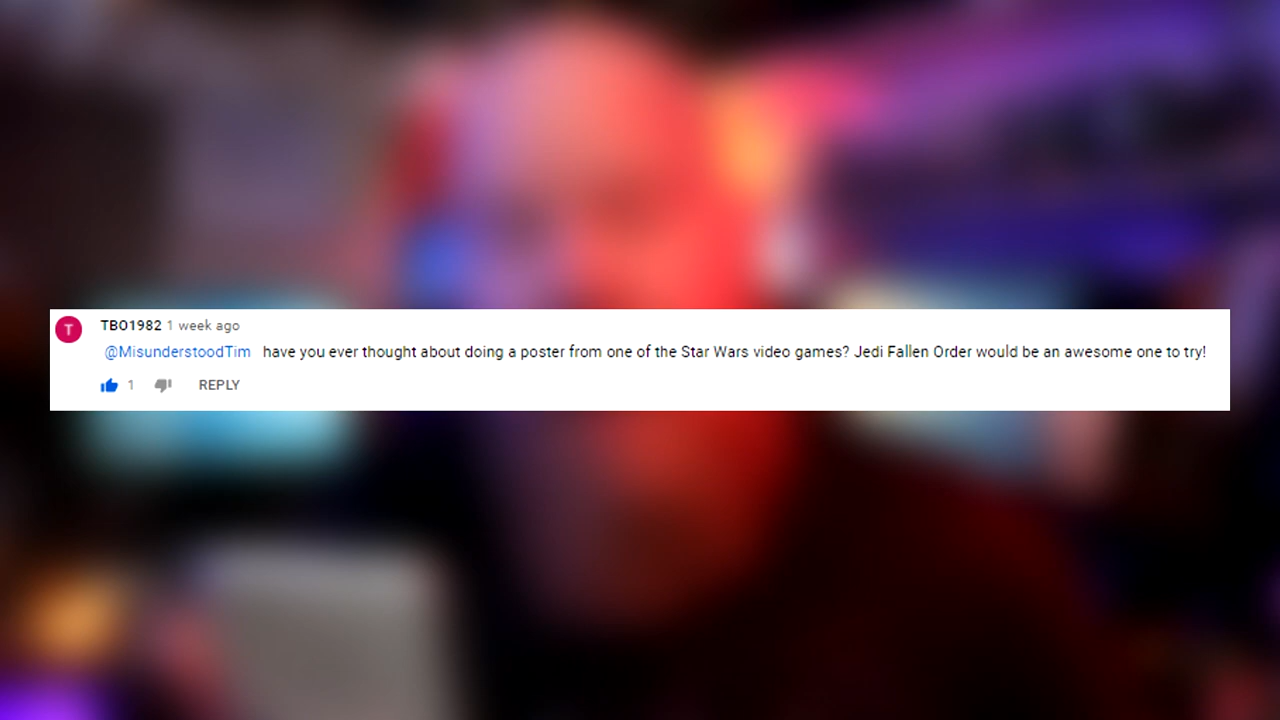 T
TBO1982 1 week ago
@MisunderstoodTim have you ever thought about doing a poster from one of the Star Wars video games? Jedi Fallen Order would be an awesome one to try!
1 REPLY